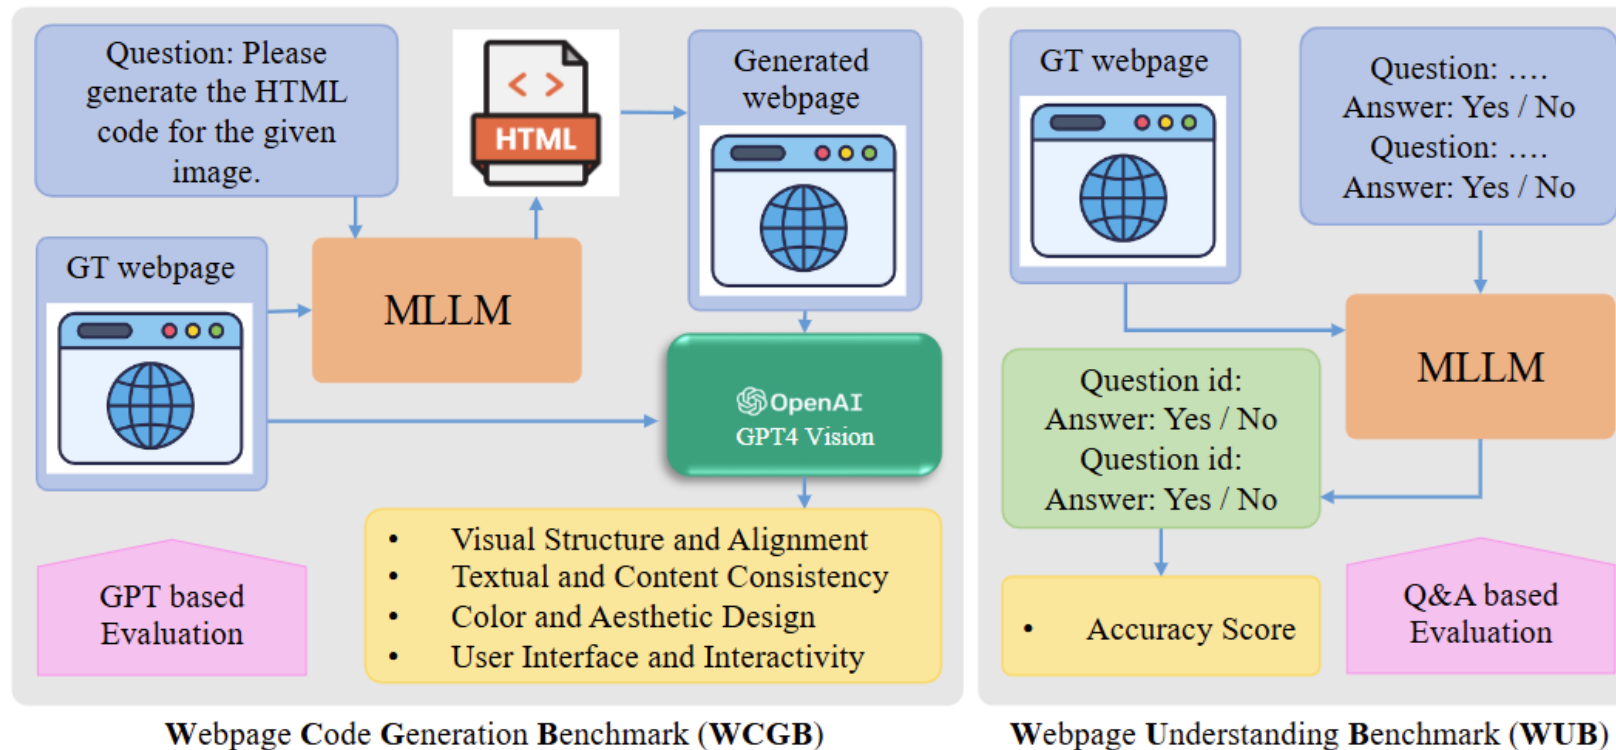 Question: Please
generate the HTML
code for the given
image.
HTML
Generated
webpage
GT webpage
MLLM
OpenAI
GPT4 Vision
GPT based
Evaluation
• Visual Structure and Alignment
• Textual and Content Consistency
• Color and Aesthetic Design
• User Interface and Interactivity
Webpage Code Generation Benchmark (WCGB)
GT webpage
Question: ….
Answer: Yes / No
Question: ….
Answer: Yes / No
MLLM
Question id:
Answer: Yes / No
Question id:
Answer: Yes / No
• Accuracy Score
Q&A based
Evaluation
Webpage Understanding Benchmark (WUB)